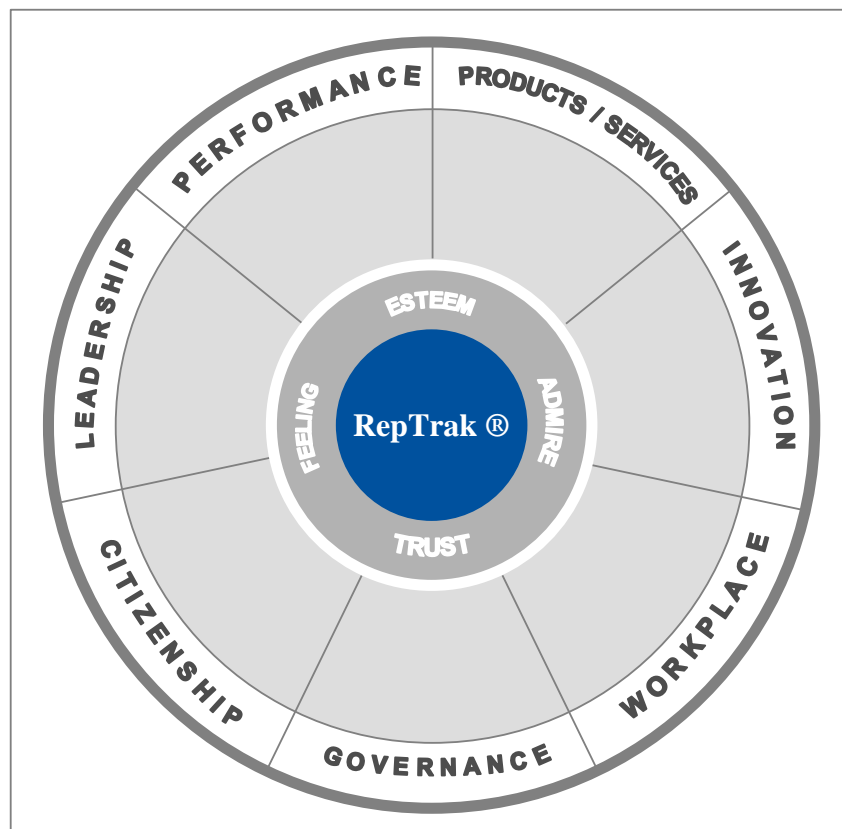 PERFORMANCE
PRODUCTS / SERVICES
INNOVATION
WORKPLACE
GOVERNANCE
CITIZENSHIP
LEADERSHIP
ESTEEM
ADMIRE
TRUST
FEELING
RepTrak ®